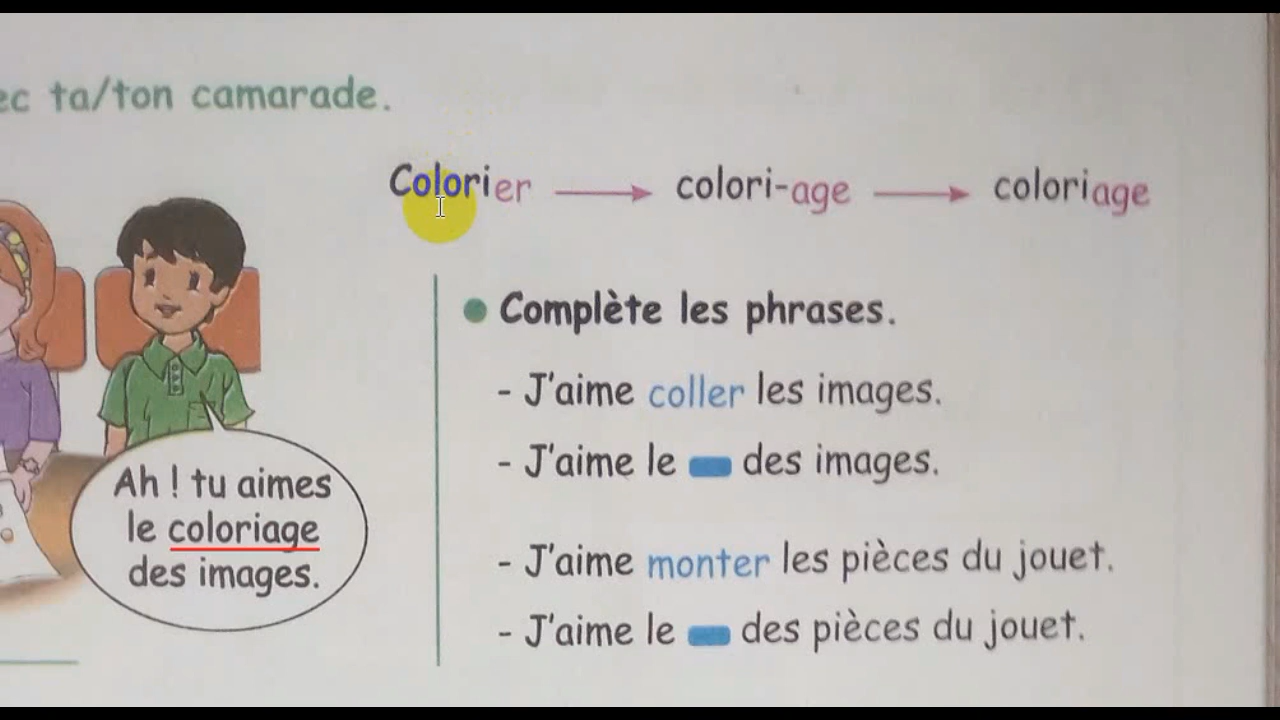 ta/ton camarade.
Colorier → colori-age → coloriage
Ah ! tu aimes
le coloriage
des images.
• Complète les phrases.
- J'aime coller les images.
- J'aime le des images.
- J'aime monter les pièces du jouet.
- J'aime le des pièces du jouet.